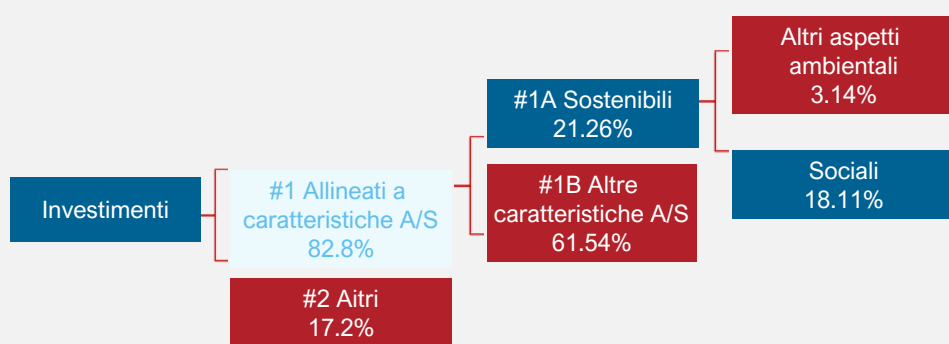 Investimenti
#1 Allineati a
caratteristiche A/S
82.8%
#2 Aitri
17.2%
#1A Sostenibili
21.26%
#1B Altre
caratteristiche A/S
61.54%
Altri aspetti
ambientali
3.14%
Sociali
18.11%